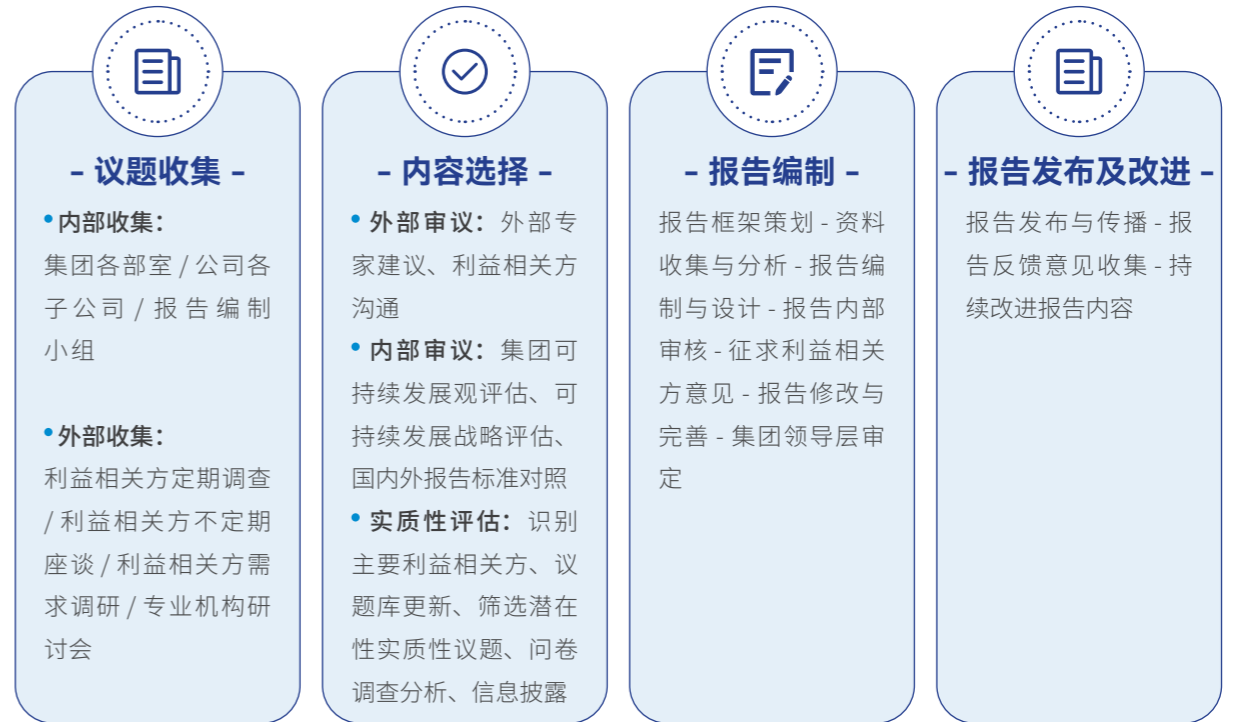 – 议题收集 –
•内部收集：
集团各部室 / 公司各
子公司 / 报告编制
小组
•外部收集：
利益相关方定期调查
/ 利益相关方不定期
座谈 / 利益相关方需
求调研 / 专业机构研
讨会
– 内容选择 –
• 外部审议：外部专
家建议、利益相关方
沟通
• 内部审议：集团可
持续发展观评估、可
持续发展战略评估、
国内外报告标准对照
• 实质性评估：识别
主要利益相关方、议
题库更新、筛选潜在
性实质性议题、问卷
调查分析、信息披露
– 报告编制 –
报告框架策划 - 资料
收集与分析 - 报告编
制与设计 - 报告内部
审核 - 征求利益相关
方意见 - 报告修改与
完善 - 集团领导层审
定
– 报告发布及改进 –
报告发布与传播 - 报
告反馈意见收集 - 持
续改进报告内容